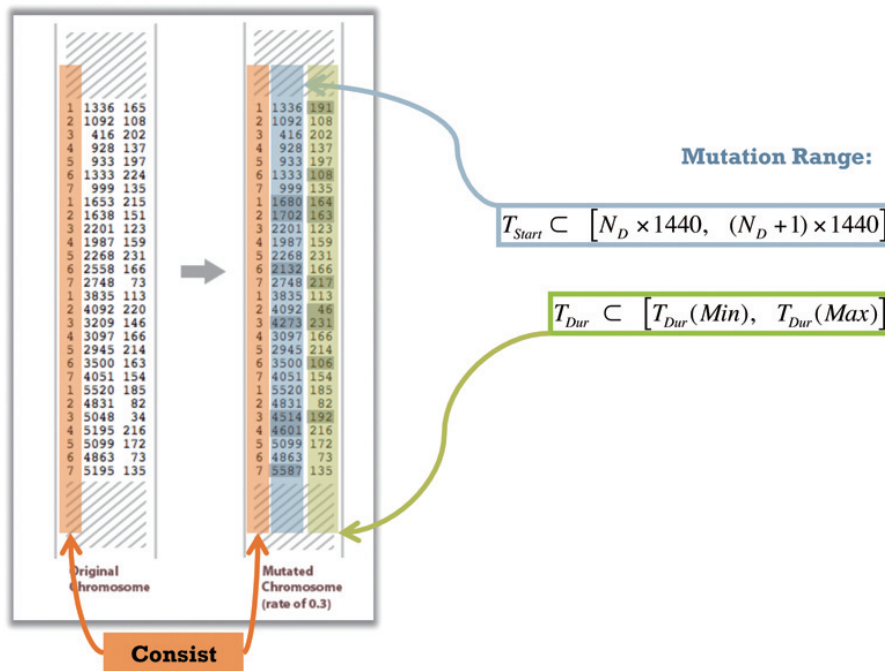 1 1336 165
2 1092 108
3 416 202
4 928 137
5 933 197
6 1333 224
7 999 135
1 1653 215
2 1638 151
3 2201 123
4 1987 159
5 2268 231
6 2558 166
7 2748 73
1 3835 113
2 4092 220
3 3209 146
4 3097 166
5 2945 214
6 3500 163
7 4051 154
1 5520 185
2 4831 82
3 5048 34
4 5195 216
5 5099 172
6 4863 73
7 5195 135
Original
Chromosome
1 1336 191
2 1092 108
3 416 202
4 928 137
5 933 197
6 1333 108
7 999 135
1 1680 164
2 1702 163
3 2201 123
4 1987 159
5 2268 231
6 2132 166
7 2748 217
1 3835 113
2 4092 46
3 4273 231
4 3097 166
5 2945 214
6 3500 106
7 4051 154
1 5520 185
2 4831 82
3 4514 192
4 4601 216
5 5099 172
6 4863 73
7 5587 135
Mutated
Chromosome
(rate of 0.3)
Consist
Mutation Range:
T_Start ⊂ [N_D × 1440, (N_D + 1) × 1440]
T_Dur ⊂ [T_Dur(Min), T_Dur(Max)]